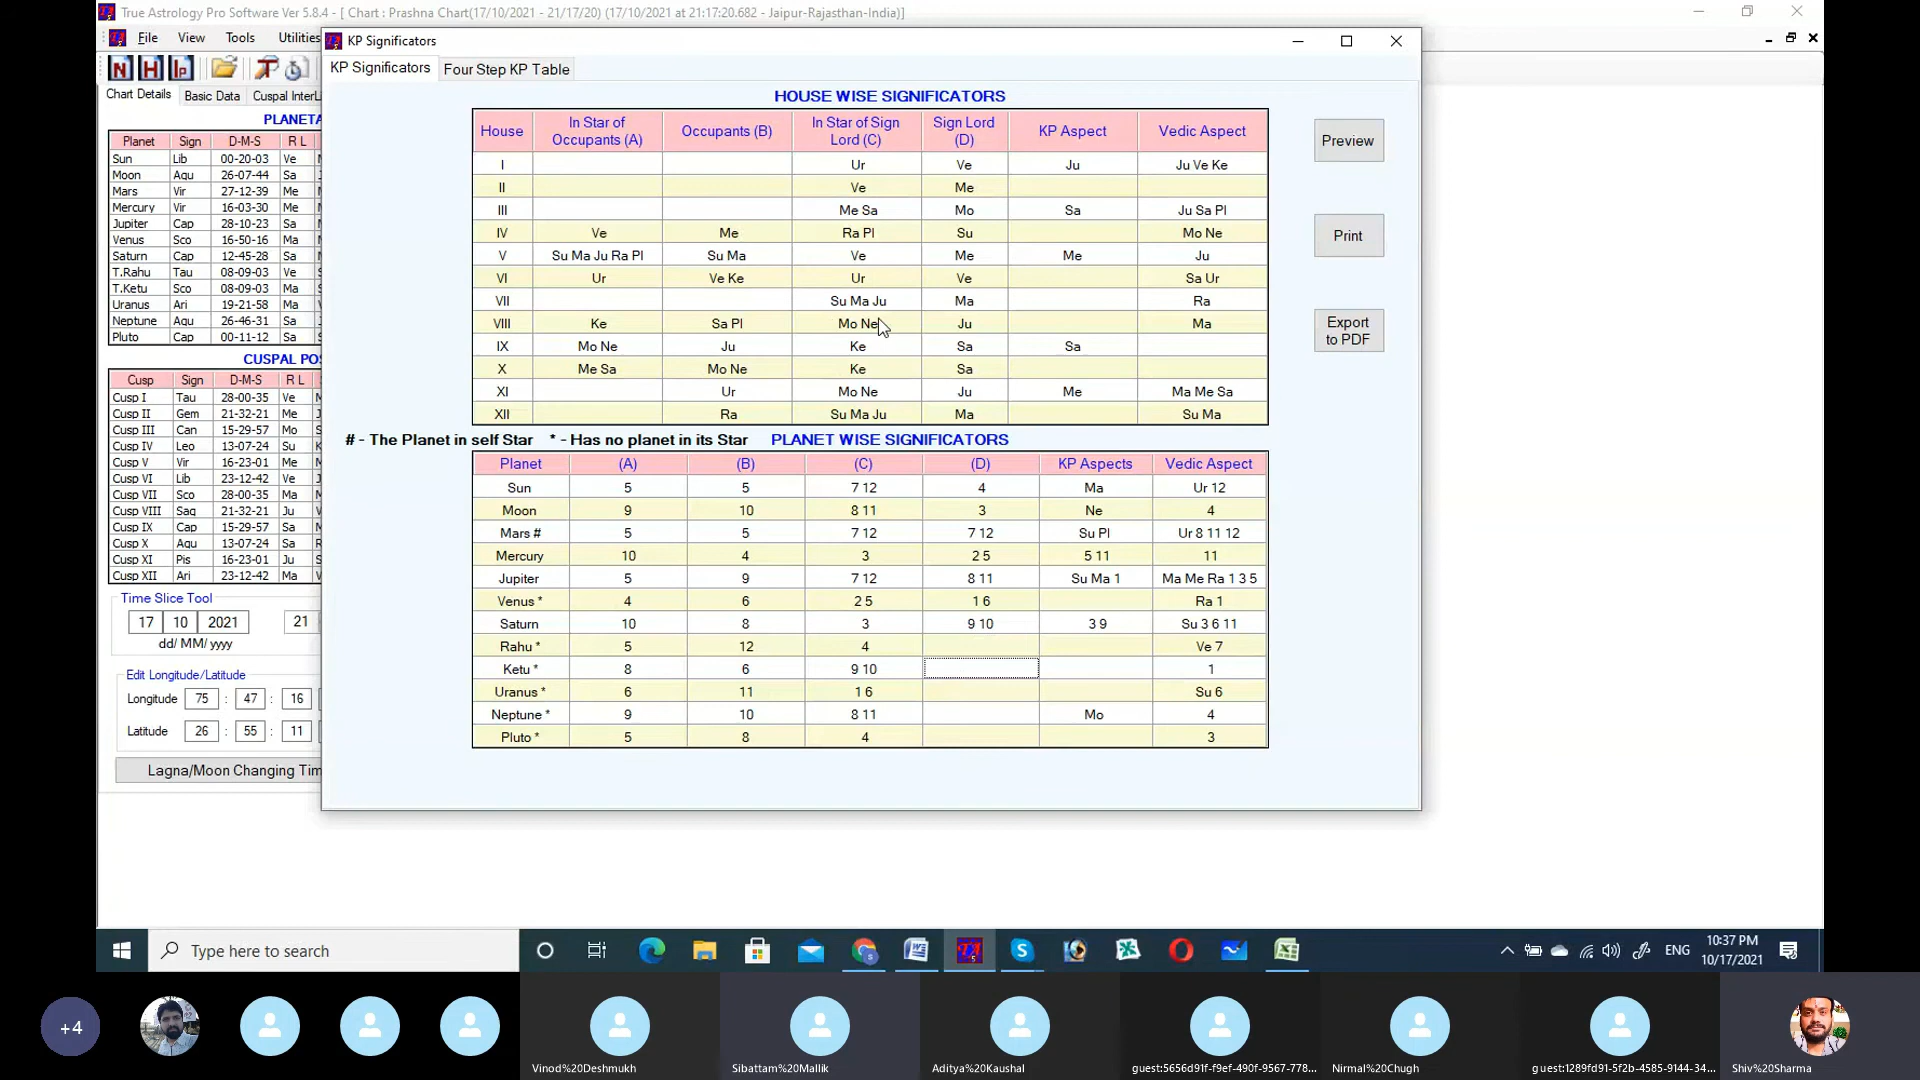 True Astrology Pro Software Ver 5.8.4 - [ Chart : Prashna Chart(17/10/2021 - 21/17/20) (17/10/2021 at 21:17:20.682 - Jaipur-Rajasthan-India)]
File View Tools Utilities
KP Significators
KP Significators Four Step KP Table
Chart Details Basic Data Cuspal InterL
PLANETA
Planet Sign D-M-S R L
Sun Lib 00-20-03 Ve
Moon Aqu 26-07-44 Sa
Mars Vir 27-12-39 Me
Mercury Vir 16-03-30 Me
Jupiter Cap 28-10-23 Sa
Venus Sco 16-50-16 Ma
Saturn Cap 12-45-28 Sa
T.Rahu Tau 08-09-03 Ve
T.Ketu Sco 08-09-03 Ma
Uranus Ari 19-21-58 Ma
Neptune Aqu 26-46-31 Sa
Pluto Cap 00-11-12 Sa
CUSPAL POS
Cusp Sign D-M-S R L
Cusp I Tau 28-00-35 Ve
Cusp II Gem 21-32-21 Me
Cusp III Can 15-29-57 Mo
Cusp IV Leo 13-07-24 Su
Cusp V Vir 16-23-01 Me
Cusp VI Lib 23-12-42 Ve
Cusp VII Sco 28-00-35 Ma
Cusp VIII Sag 21-32-21 Ju
Cusp IX Cap 15-29-57 Sa
Cusp X Aqu 13-07-24 Sa
Cusp XI Pis 16-23-01 Ju
Cusp XII Ari 23-12-42 Ma
Time Slice Tool
17 10 2021 21
dd/ MM/ yyyy
Edit Longitude/Latitude
Longitude 75 : 47 : 16
Latitude 26 : 55 : 11
Lagna/Moon Changing Tim
HOUSE WISE SIGNIFICATORS
House In Star of Occupants (A) Occupants (B) In Star of Sign Lord (C) Sign Lord (D) KP Aspect Vedic Aspect
I Ur Ve Ju Ju Ve Ke
II Ve Me
III Me Sa Mo Sa Ju Sa Pl
IV Ve Me Ra Pl Su Mo Ne
V Su Ma Ju Ra Pl Su Ma Ve Me Me Ju
VI Ur Ve Ke Ur Ve Sa Ur
VII Su Ma Ju Ma Ra
VIII Ke Sa Pl Mo Ne Ju Ma
IX Mo Ne Ju Ke Sa Sa
X Me Sa Mo Ne Ke Sa
XI Ur Mo Ne Ju Me Ma Me Sa
XII Ra Su Ma Ju Ma Su Ma
# - The Planet in self Star * - Has no planet in its Star PLANET WISE SIGNIFICATORS
Planet (A) (B) (C) (D) KP Aspects Vedic Aspect
Sun 5 5 7 12 4 Ma Ur 12
Moon 9 10 8 11 3 Ne 4
Mars # 5 5 7 12 7 12 Su Pl Ur 8 11 12
Mercury 10 4 3 2 5 5 11 11
Jupiter 5 9 7 12 8 11 Su Ma 1 Ma Me Ra 1 3 5
Venus * 4 6 2 5 1 6 Ra 1
Saturn 10 8 3 9 10 3 9 Su 3 6 11
Rahu * 5 12 4 Ve 7
Ketu * 8 6 9 10 1
Uranus * 6 11 1 6 Su 6
Neptune * 9 10 8 11 Mo 4
Pluto * 5 8 4 3
Preview
Print
Export to PDF
Type here to search
ENG
10:37 PM
10/17/2021
+4
Vinod%20Deshmukh
Sibattam%20Mallik
Aditya%20Kaushal
guest:5656d91f-f9ef-490f-9567-778...
Nirmal%20Chugh
guest:1289fd91-5f2b-4585-9144-34...
Shiv%20Sharma